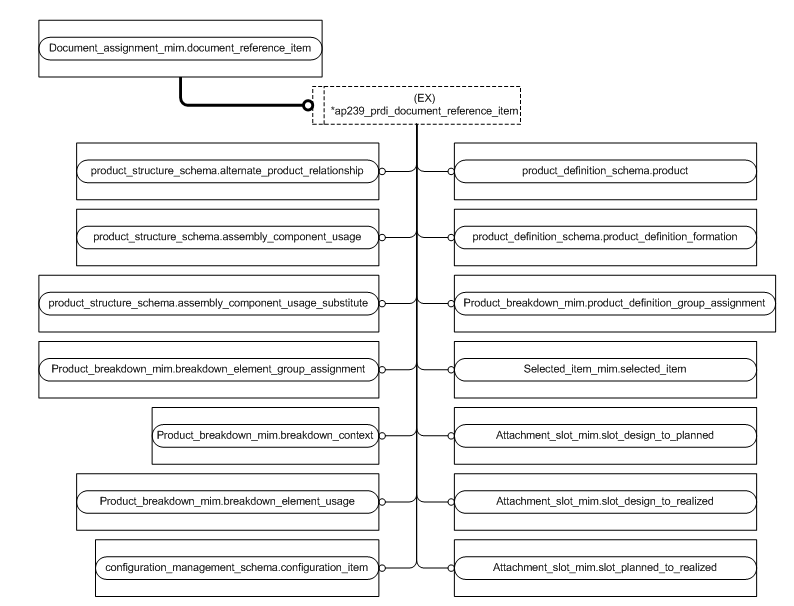 Document_assignment_mim.document_reference_item
(EX)
*ap239_prdi_document_reference_item
product_structure_schema.alternate_product_relationship
product_definition_schema.product
product_structure_schema.assembly_component_usage
product_definition_schema.product_definition_formation
product_structure_schema.assembly_component_usage_substitute
Product_breakdown_mim.product_definition_group_assignment
Product_breakdown_mim.breakdown_element_group_assignment
Selected_item_mim.selected_item
Product_breakdown_mim.breakdown_context
Attachment_slot_mim.slot_design_to_planned
Product_breakdown_mim.breakdown_element_usage
Attachment_slot_mim.slot_design_to_realized
configuration_management_schema.configuration_item
Attachment_slot_mim.slot_planned_to_realized